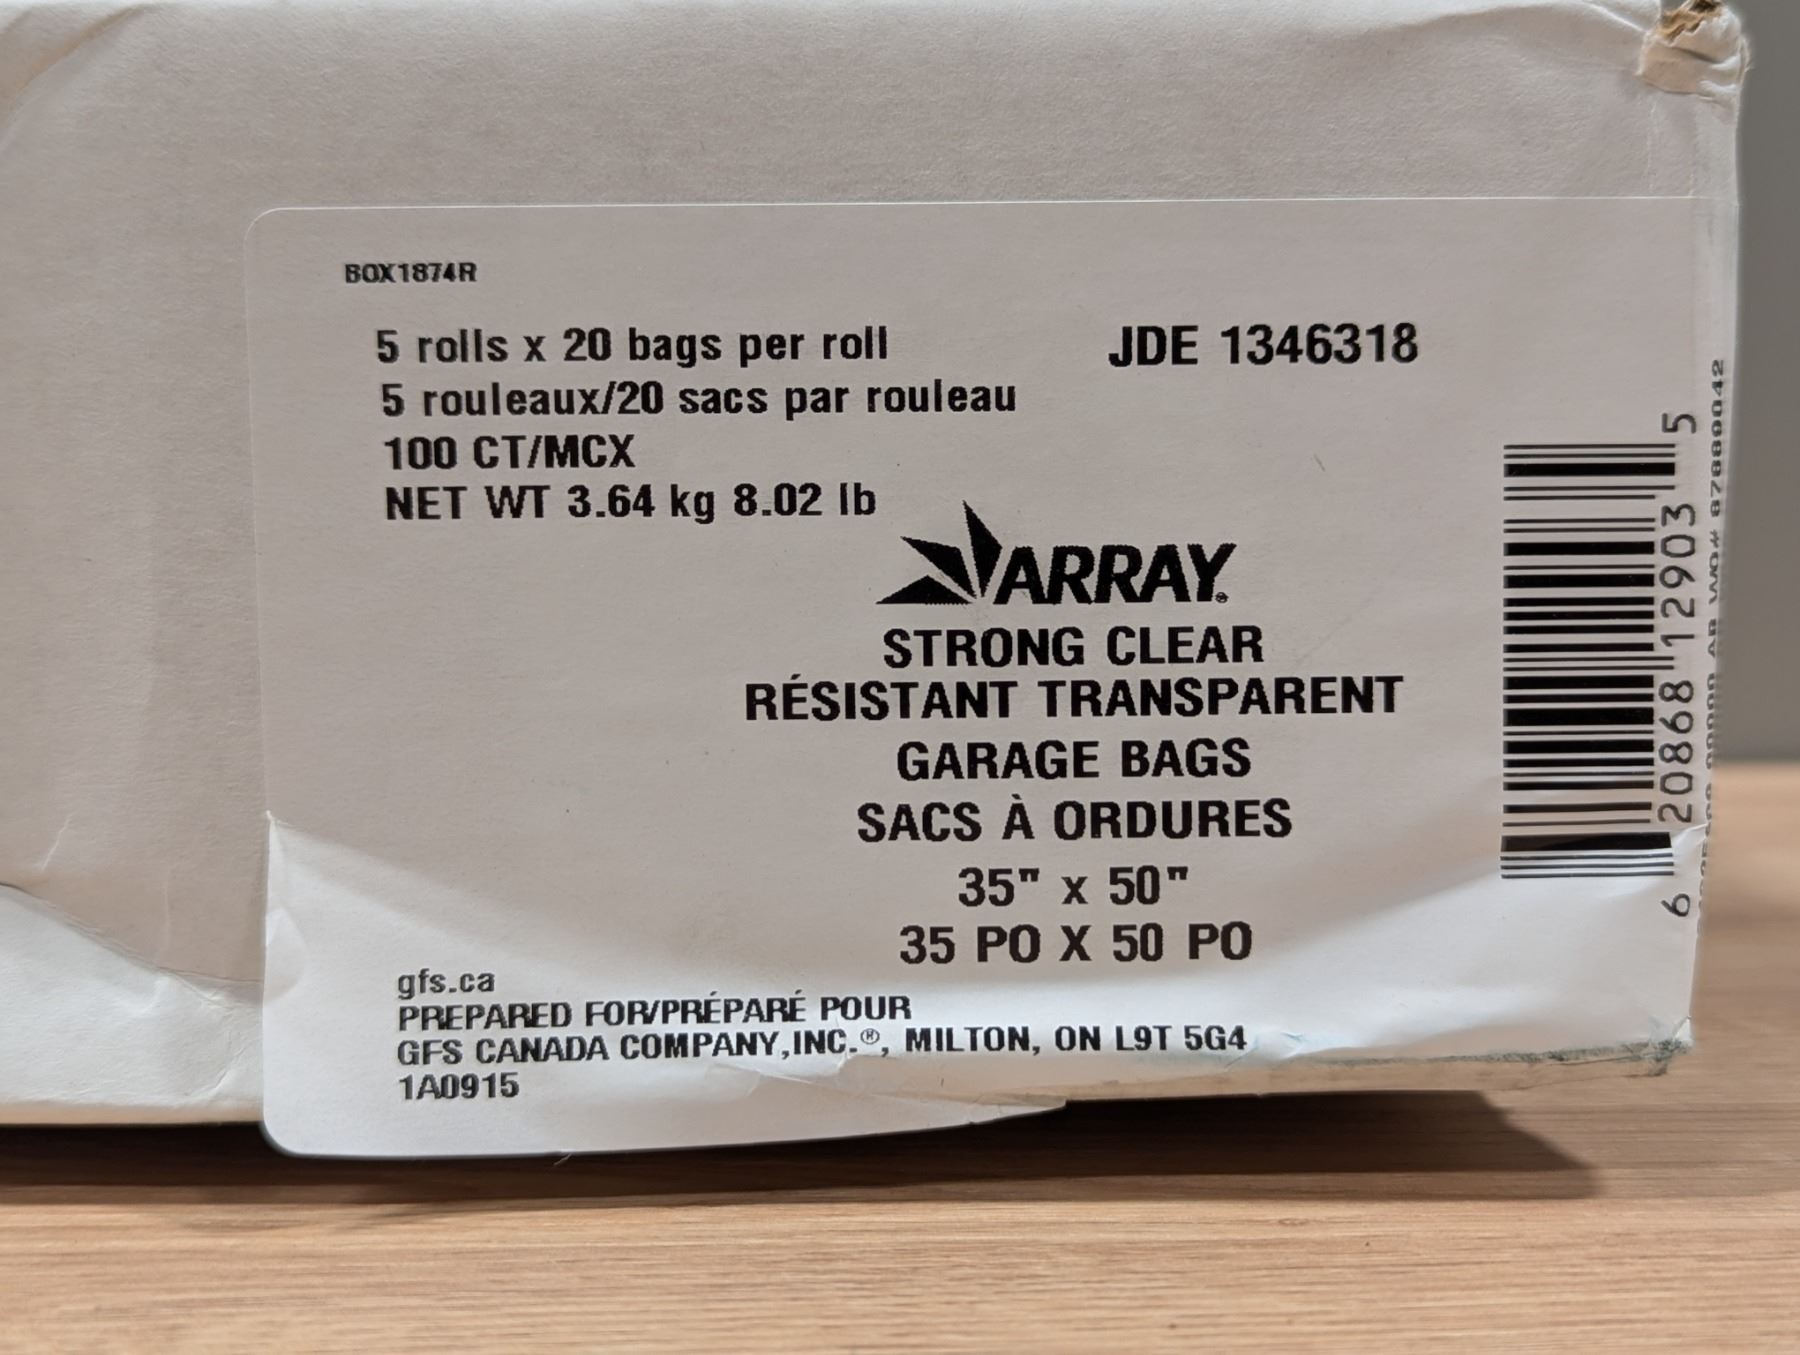 BOX1874R
5 rolls x 20 bags per roll
JDE 1346318
5 rouleaux/20 sacs par rouleau
100 CT/MCX
NET WT 3.64 kg 8.02 lb
ARRAY®
STRONG CLEAR
RÉSISTANT TRANSPARENT
GARAGE BAGS
SACS À ORDURES
35" x 50"
35 PO X 50 PO
gfs.ca
PREPARED FOR/PRÉPARÉ POUR
GFS CANADA COMPANY,INC.®, MILTON, ON L9T 5G4
1A0915
6 20868 12903 5
AB WO# 87889042